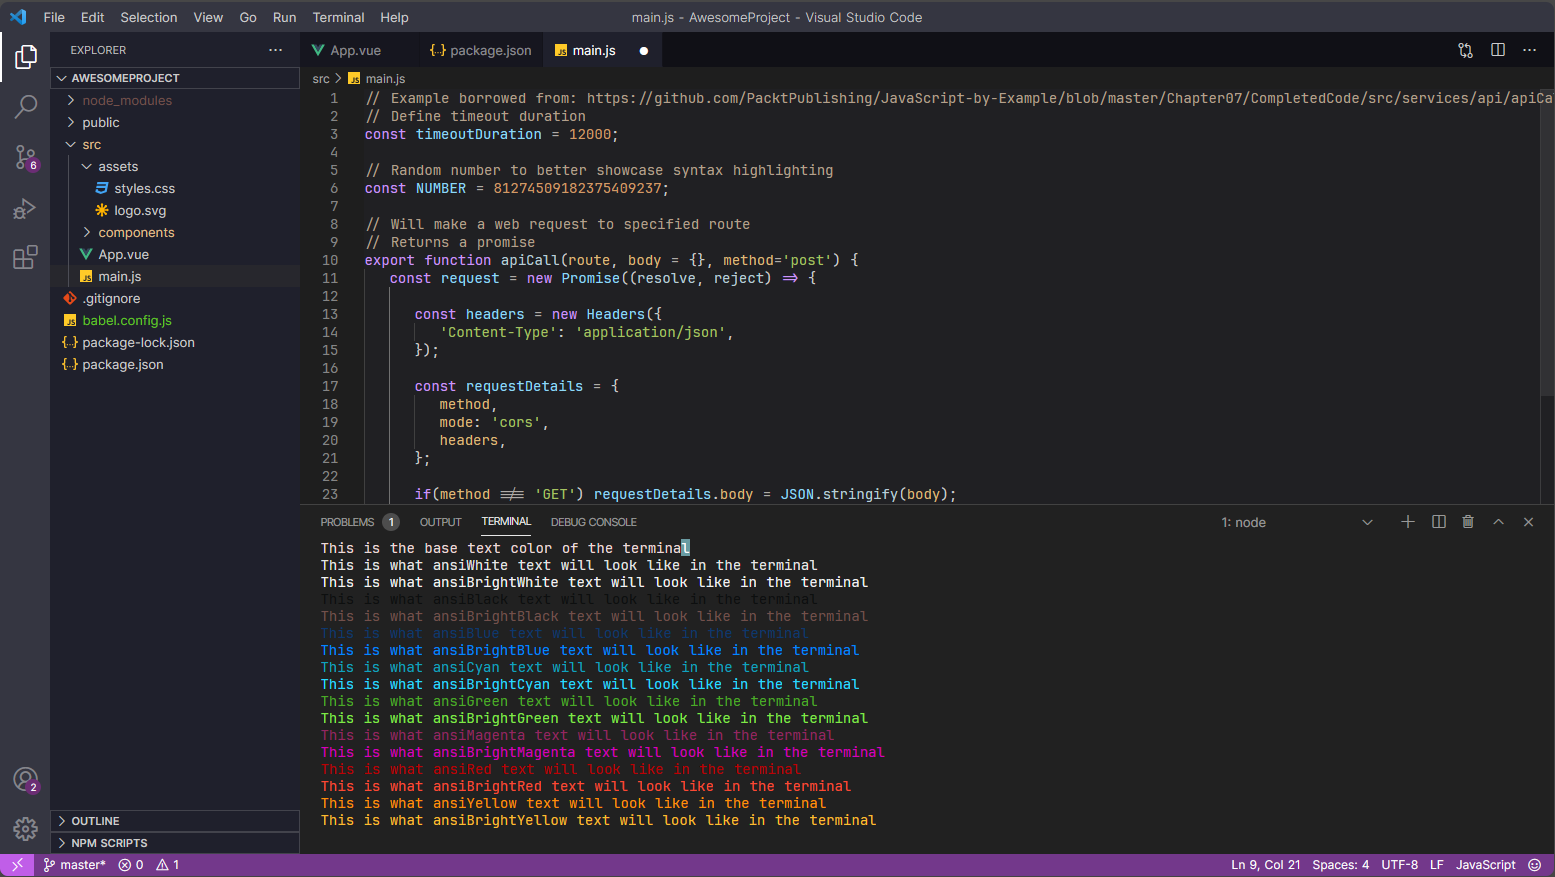 File Edit Selection View Go Run Terminal Help
main.js - AwesomeProject - Visual Studio Code
EXPLORER
AWESOMEPROJECT
node_modules
public
src
assets
styles.css
logo.svg
components
App.vue
main.js
.gitignore
babel.config.js
package-lock.json
package.json
OUTLINE
NPM SCRIPTS
6
2
App.vue {..} package.json JS main.js
src > JS main.js
1 // Example borrowed from: https://github.com/PacktPublishing/JavaScript-by-Example/blob/master/Chapter07/CompletedCode/src/services/api/apiCa
2 // Define timeout duration
3 const timeoutDuration = 12000;
4
5 // Random number to better showcase syntax highlighting
6 const NUMBER = 81274509182375409237;
7
8 // Will make a web request to specified route
9 // Returns a promise
10 export function apiCall(route, body = {}, method='post') {
11 const request = new Promise((resolve, reject) => {
12
13 const headers = new Headers({
14 'Content-Type': 'application/json',
15 });
16
17 const requestDetails = {
18 method,
19 mode: 'cors',
20 headers,
21 };
22
23 if(method !== 'GET') requestDetails.body = JSON.stringify(body);
PROBLEMS 1 OUTPUT TERMINAL DEBUG CONSOLE 1: node
This is the base text color of the terminal
This is what ansiWhite text will look like in the terminal
This is what ansiBrightWhite text will look like in the terminal
This is what ansiBlack text will look like in the terminal
This is what ansiBrightBlack text will look like in the terminal
This is what ansiBlue text will look like in the terminal
This is what ansiBrightBlue text will look like in the terminal
This is what ansiCyan text will look like in the terminal
This is what ansiBrightCyan text will look like in the terminal
This is what ansiGreen text will look like in the terminal
This is what ansiBrightGreen text will look like in the terminal
This is what ansiMagenta text will look like in the terminal
This is what ansiBrightMagenta text will look like in the terminal
This is what ansiRed text will look like in the terminal
This is what ansiBrightRed text will look like in the terminal
This is what ansiYellow text will look like in the terminal
This is what ansiBrightYellow text will look like in the terminal
master* 0 1 Ln 9, Col 21 Spaces: 4 UTF-8 LF JavaScript